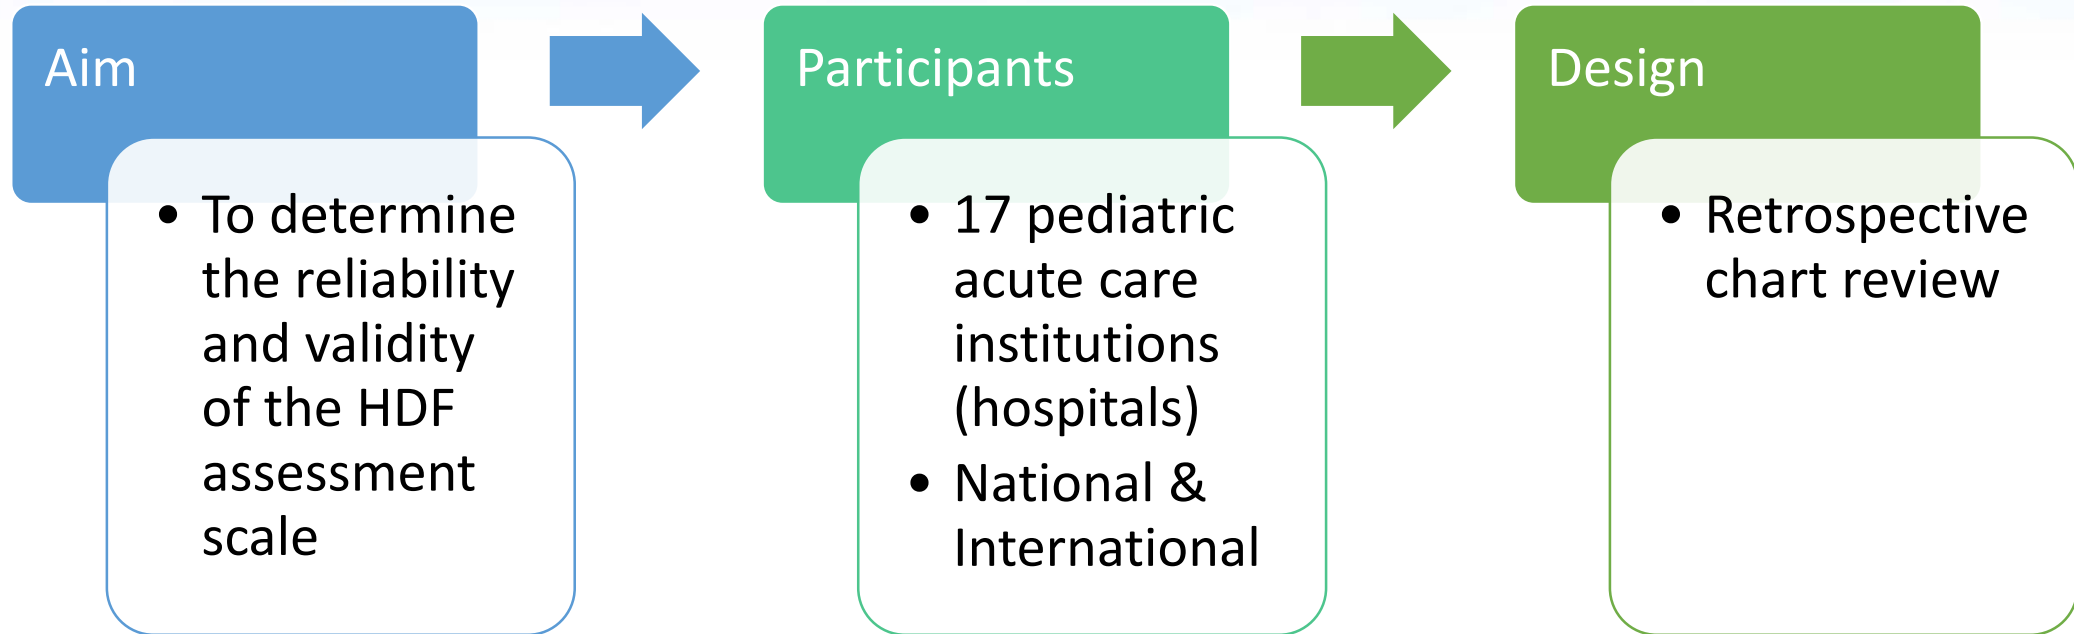 Aim
• To determine
the reliability
and validity
of the HDF
assessment
scale
Participants
• 17 pediatric
acute care
institutions
(hospitals)
• National &
International
Design
• Retrospective
chart review